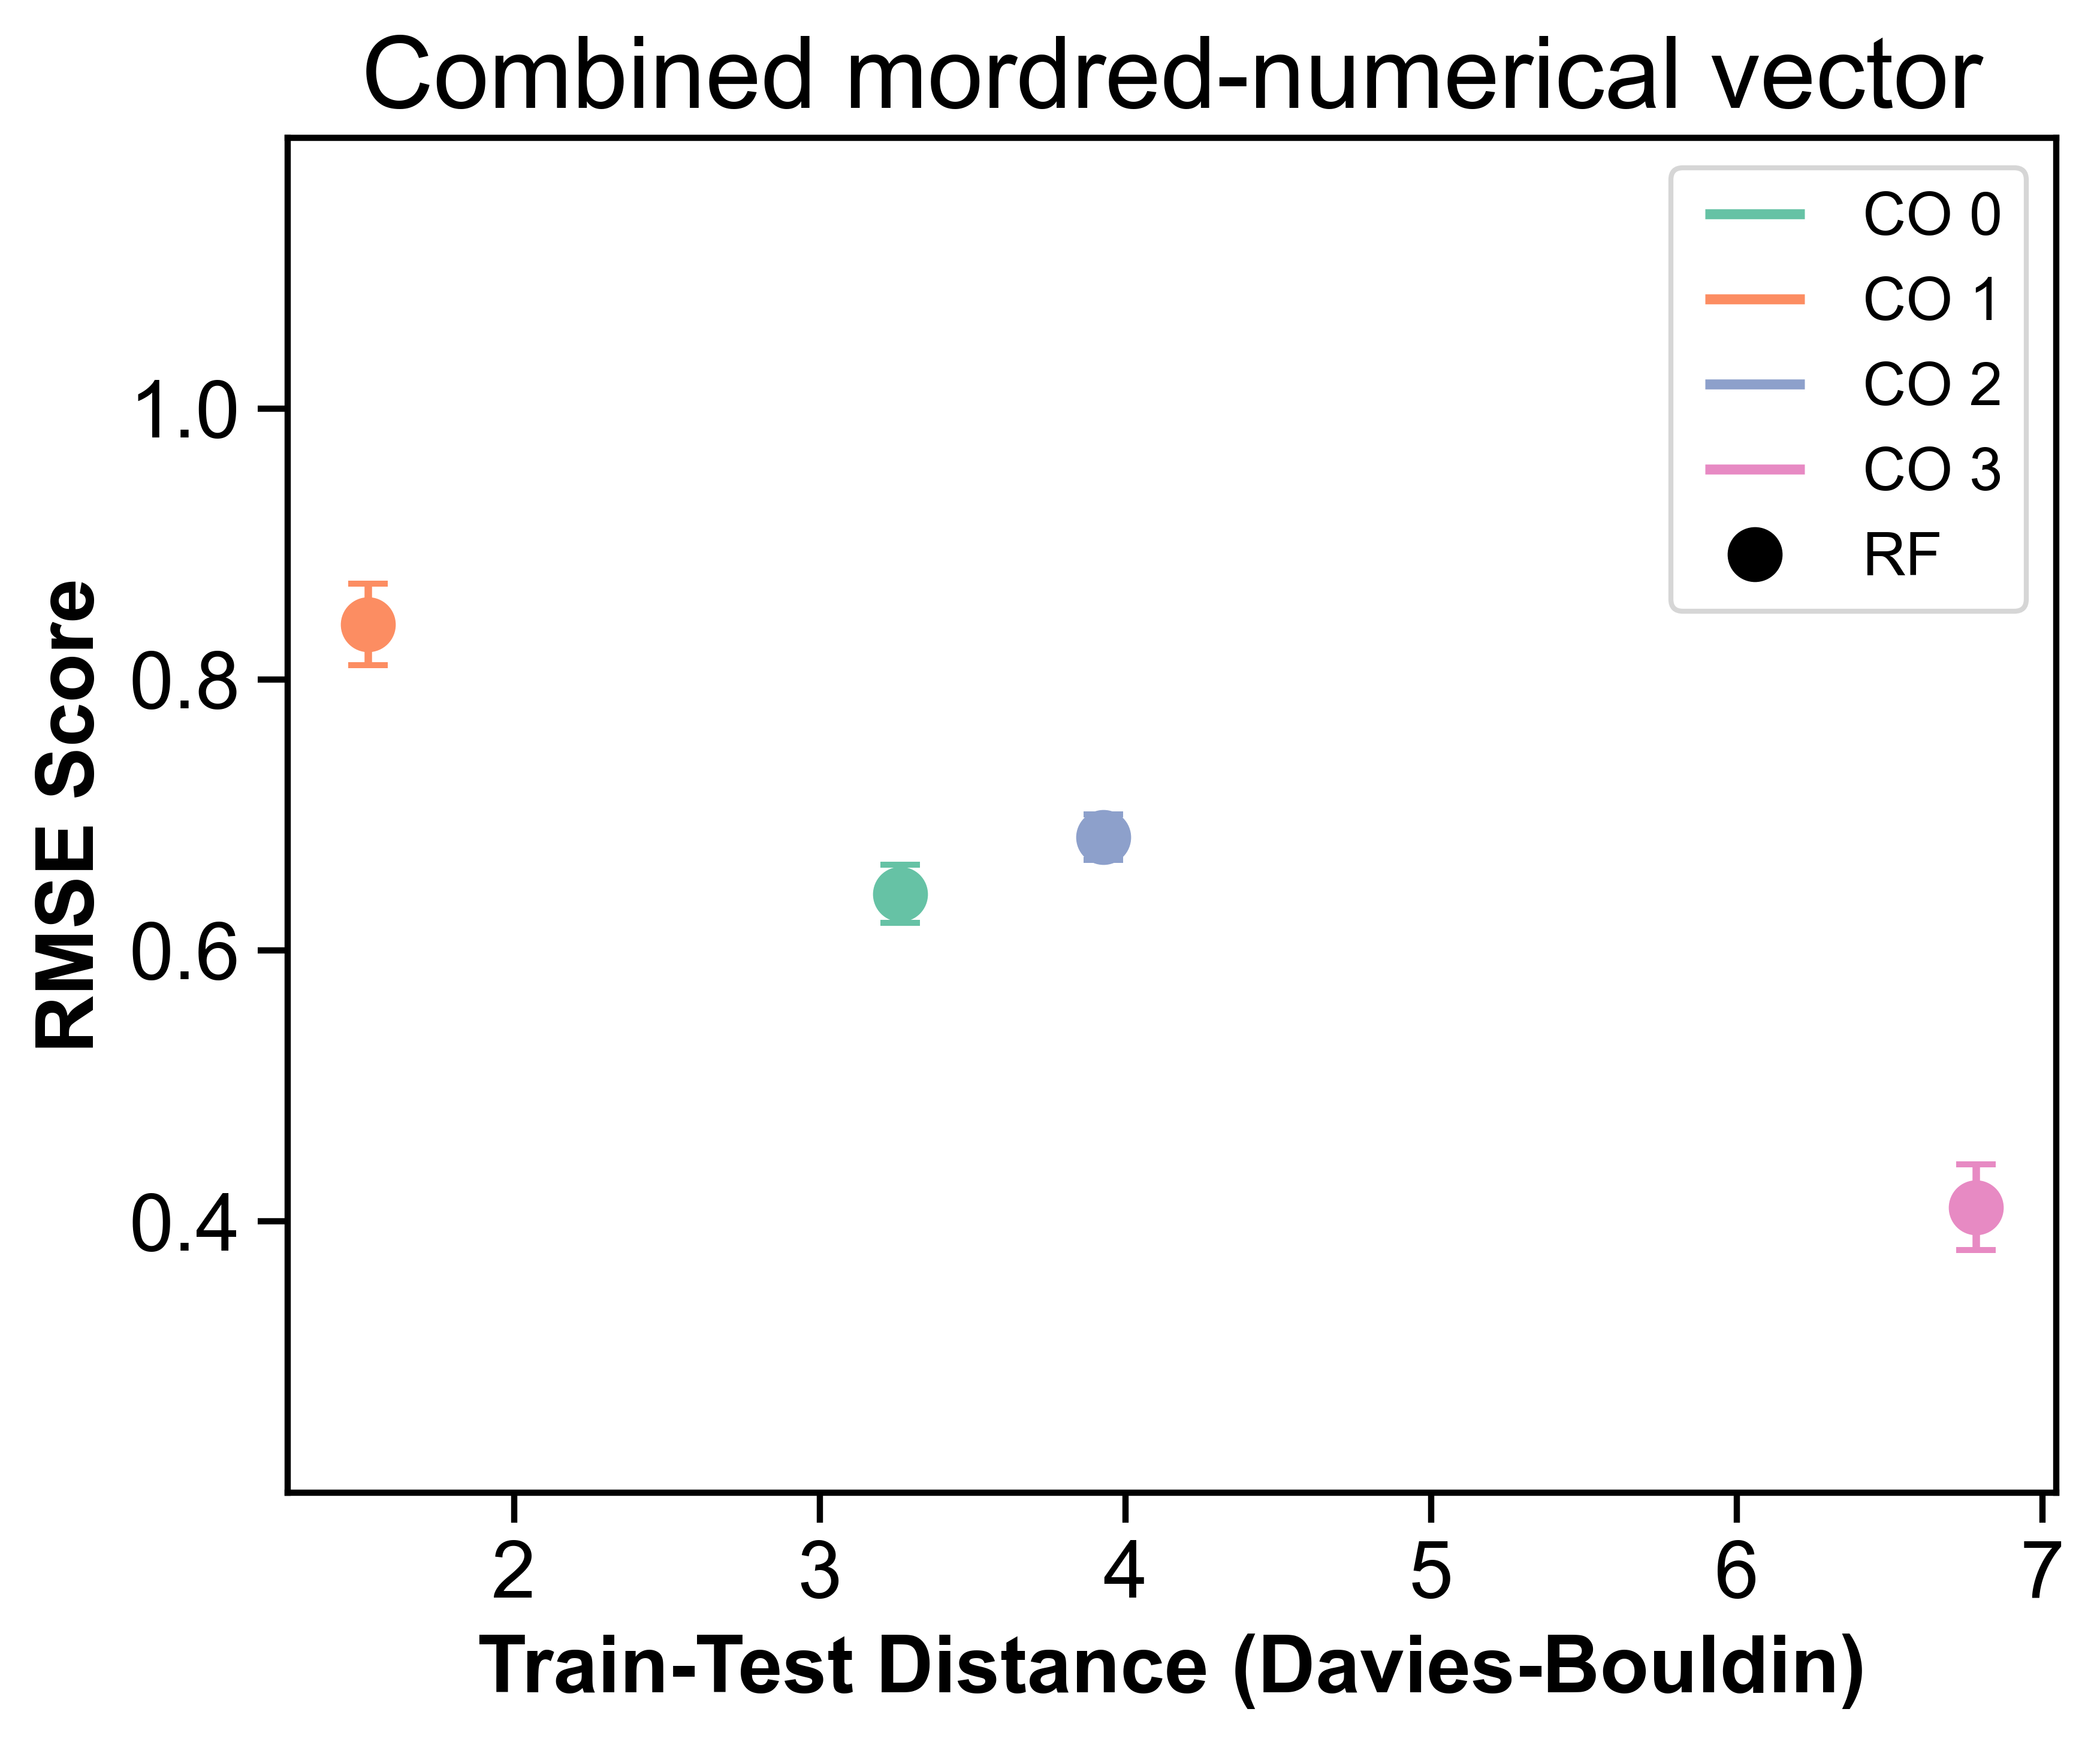 Combined mordred-numerical vector
CO 0
CO 1
CO 2
CO 3
RF
RMSE Score
1.0
0.8
0.6
0.4
2 3 4 5 6 7
Train-Test Distance (Davies-Bouldin)